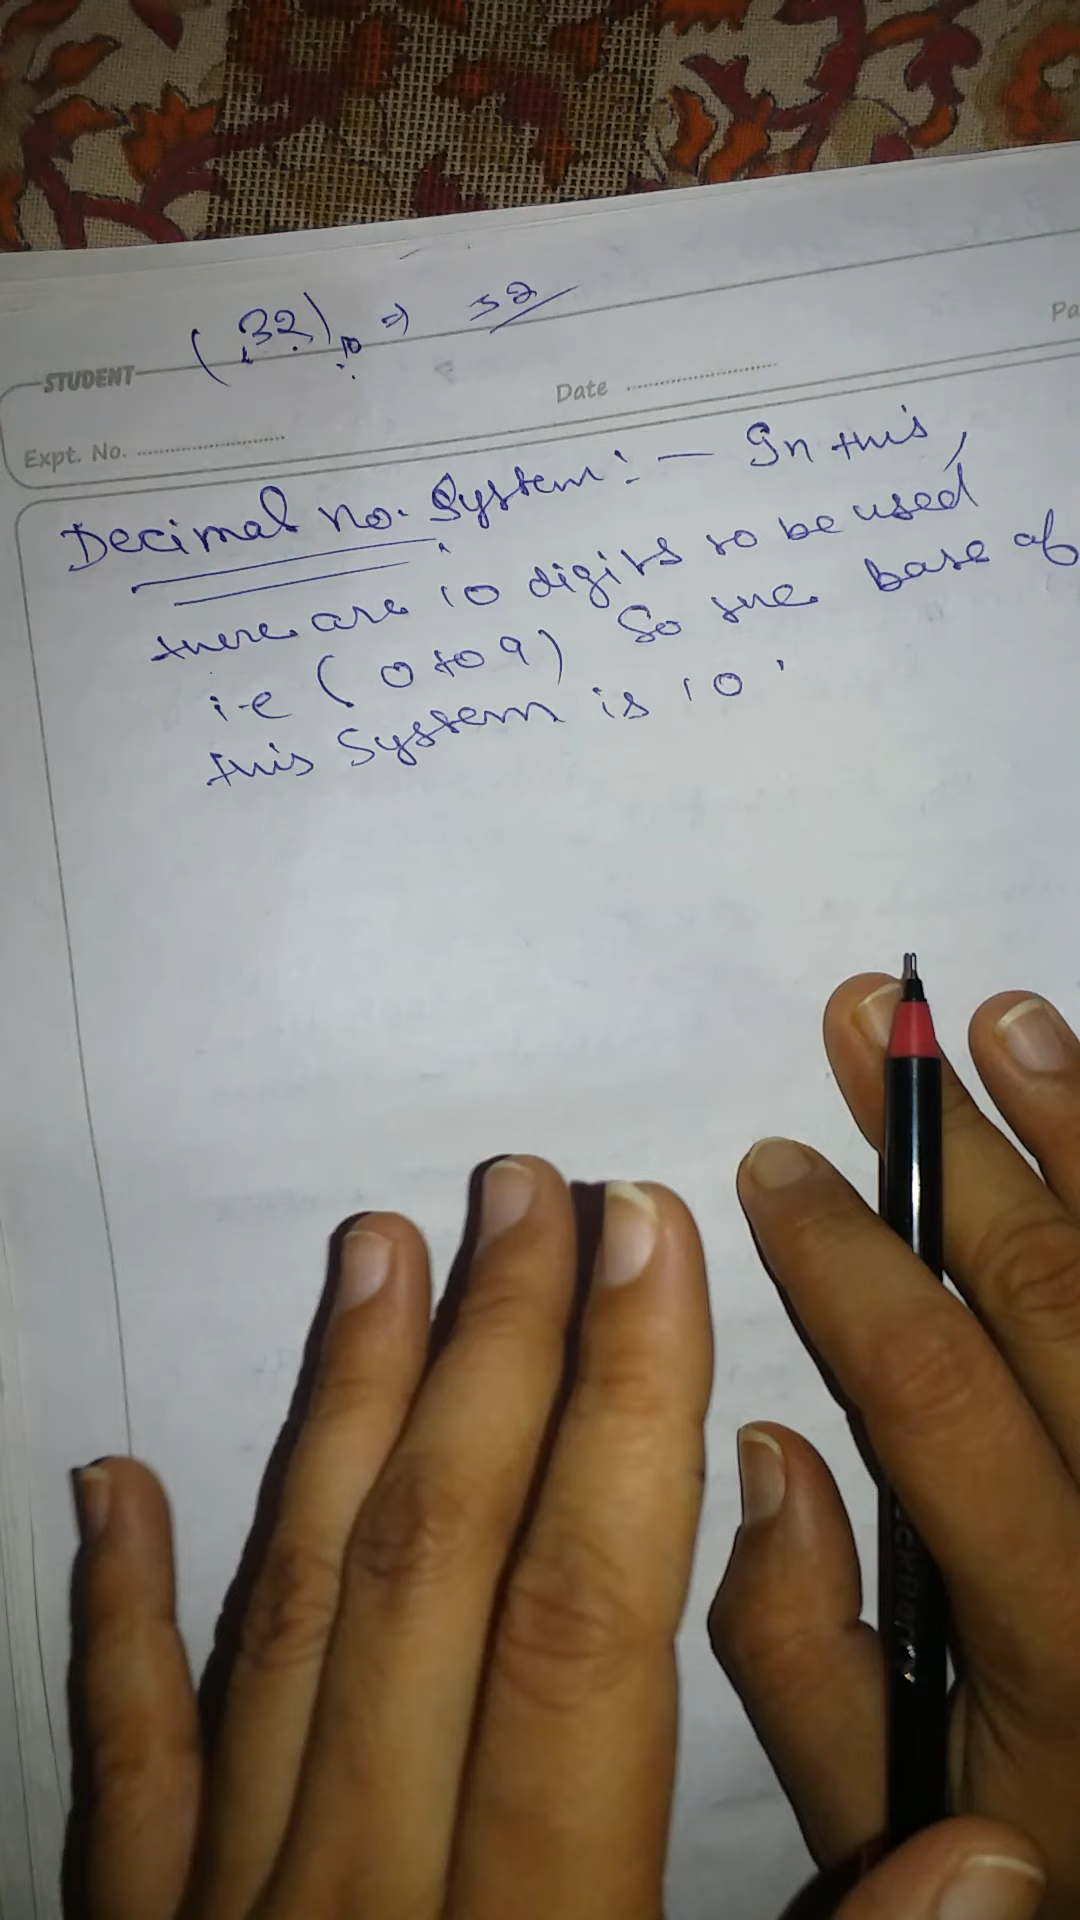 (32)10 => 32
STUDENT
Pa
Date
Expt. No.
Decimal no. System:- In this,
there are 10 digits to be used
i.e (0 to 9) So the base of
this System is 10.